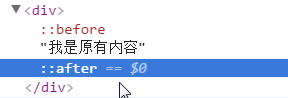 ▼<div>
::before
"我是原有内容"
::after == $0
</div>